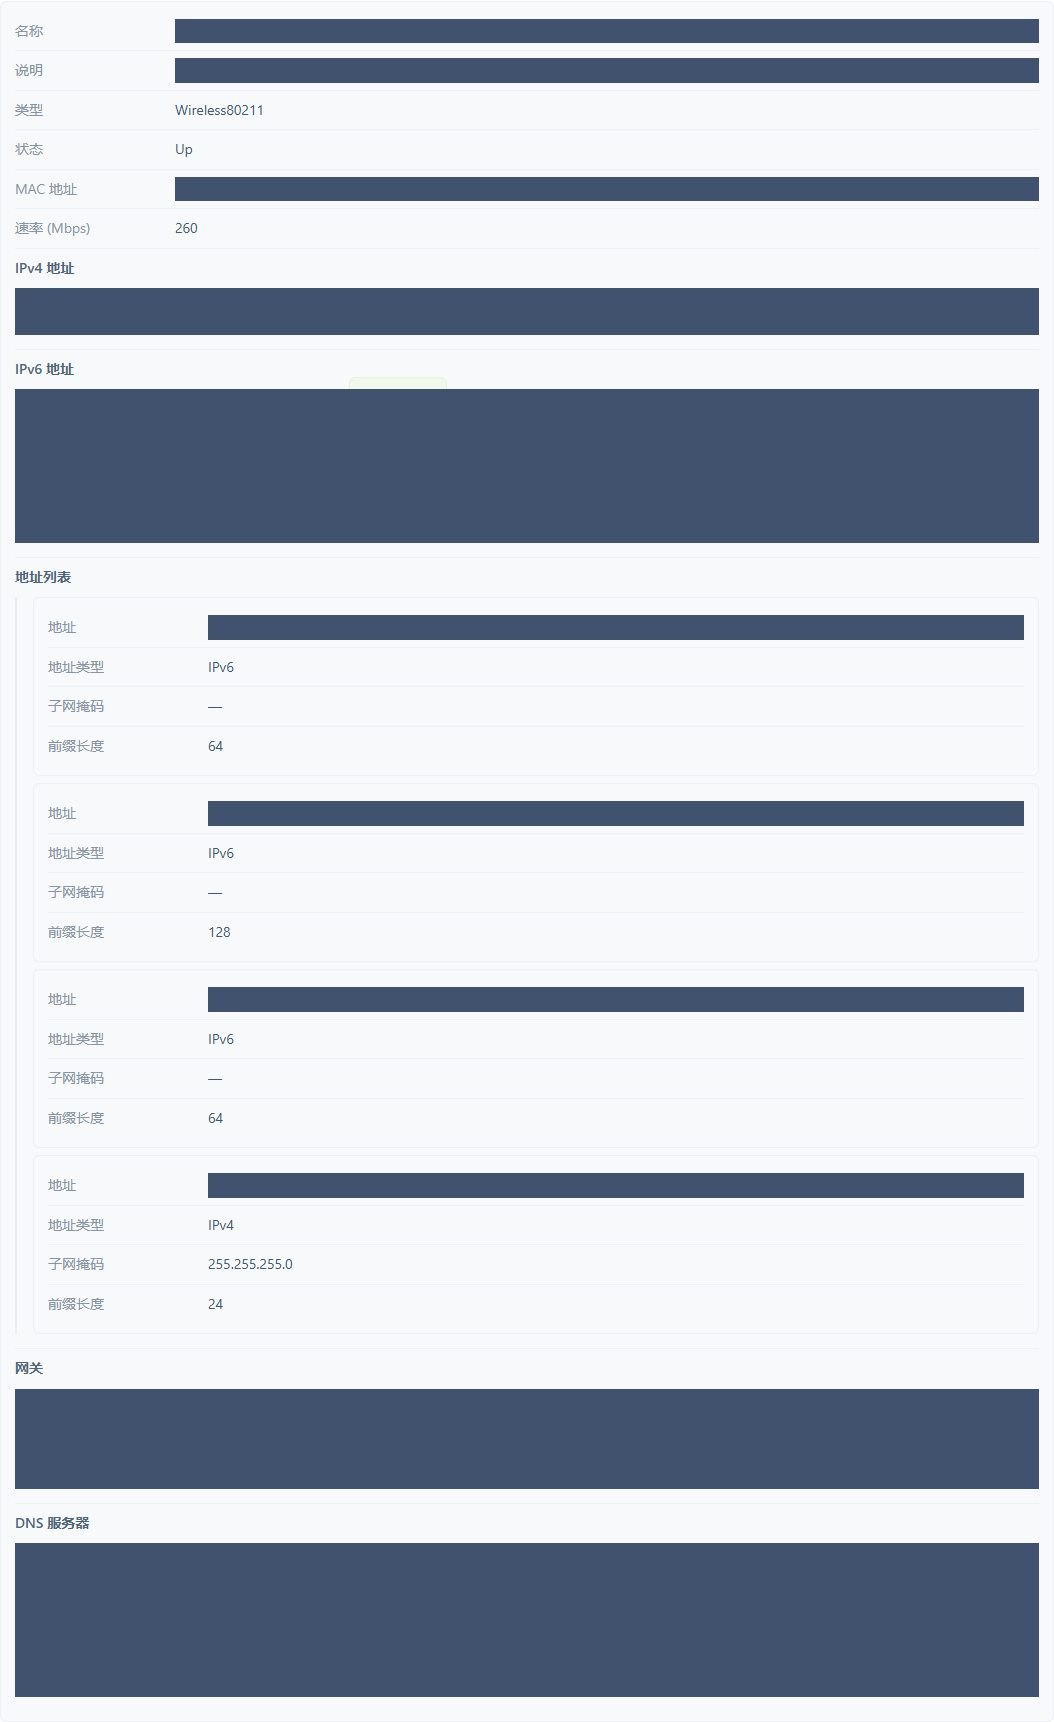 名称
说明
类型 Wireless80211
状态 Up
MAC 地址
速率 (Mbps) 260
IPv4 地址
IPv6 地址
地址列表
地址
地址类型 IPv6
子网掩码 —
前缀长度 64
地址
地址类型 IPv6
子网掩码 —
前缀长度 128
地址
地址类型 IPv6
子网掩码 —
前缀长度 64
地址
地址类型 IPv4
子网掩码 255.255.255.0
前缀长度 24
网关
DNS 服务器